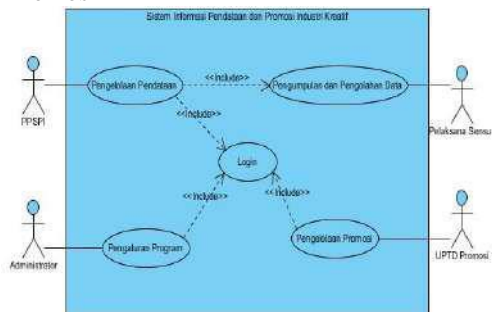 Sistem Informasi Pendataan dan Promosi Industri Kreatif
<<Include>>
Pengelolaan Pendataan
Pengumpulan dan Pengolahan Data
PPSPI
Pelaksana Sensu
<<Include>>
Login
<<Include>>
<<Include>>
Pengaturan Program
Pengelolaan Promosi
Administrator
UPTD Promosi